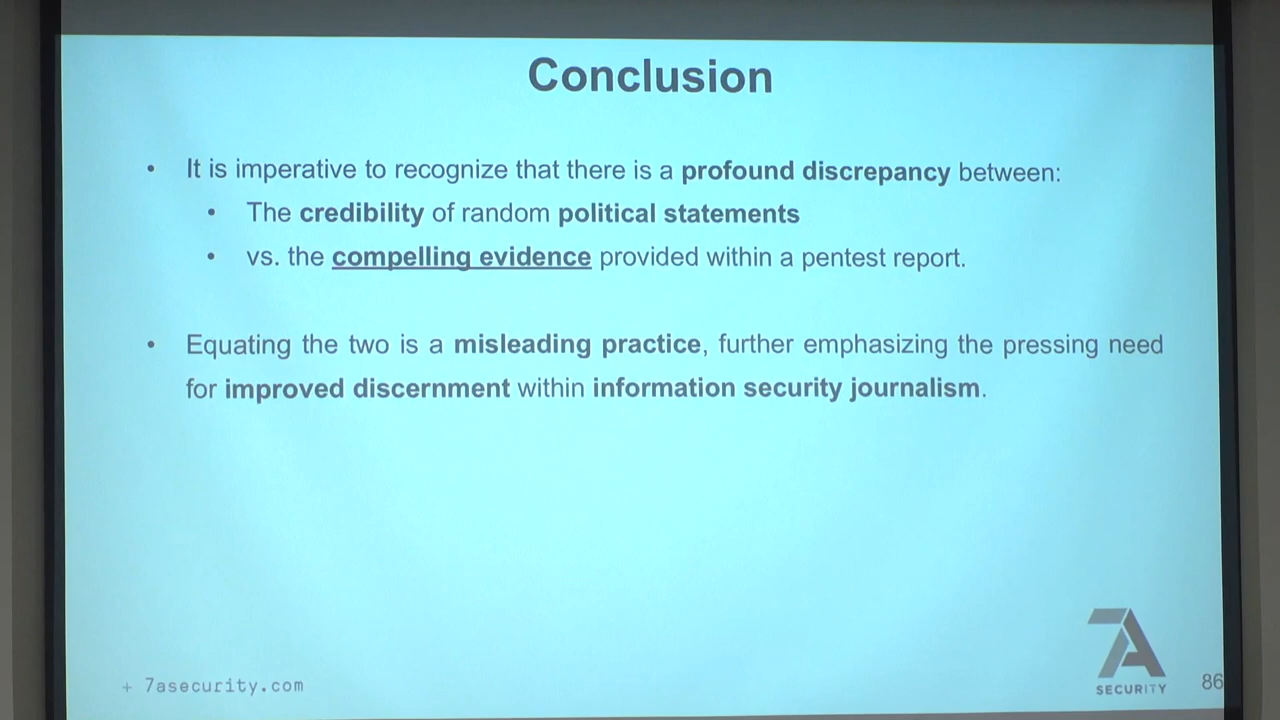 Conclusion
• It is imperative to recognize that there is a profound discrepancy between:
• The credibility of random political statements
• vs. the compelling evidence provided within a pentest report.
• Equating the two is a misleading practice, further emphasizing the pressing need
for improved discernment within information security journalism.
+ 7asecurity.com
7A
SECURITY
86